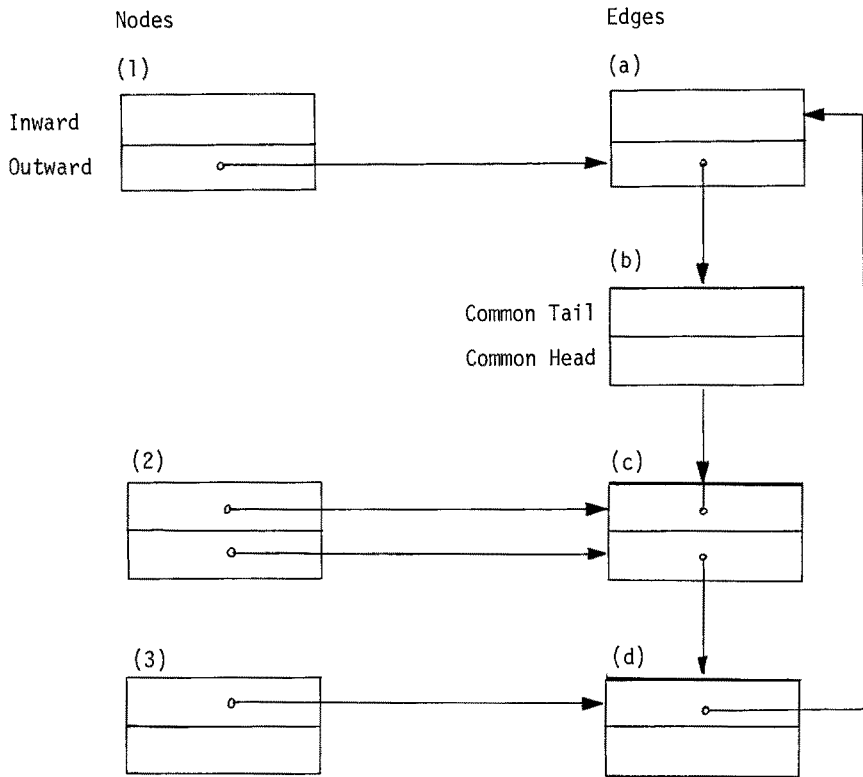 Nodes Edges
(1) (a)
Inward
Outward
(b)
Common Tail
Common Head
(2) (c)
(3) (d)